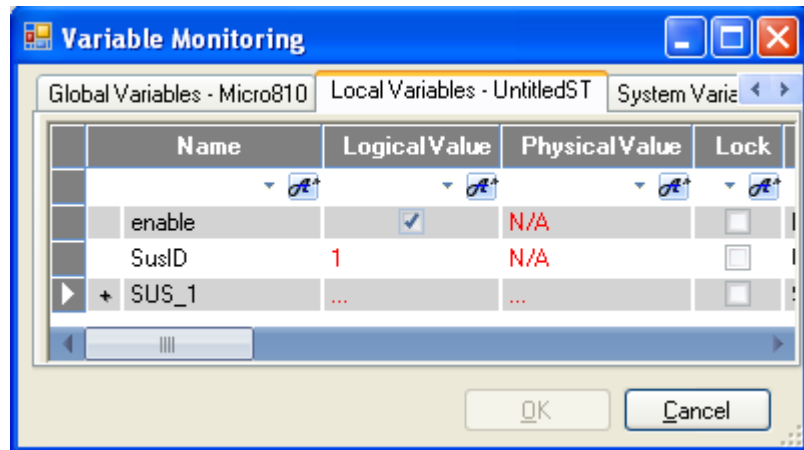 Variable Monitoring
Global Variables - Micro810 Local Variables - UntitledST System Varia
Name Logical Value Physical Value Lock
enable N/A
SusID 1 N/A
+ SUS_1 ... ...
OK Cancel